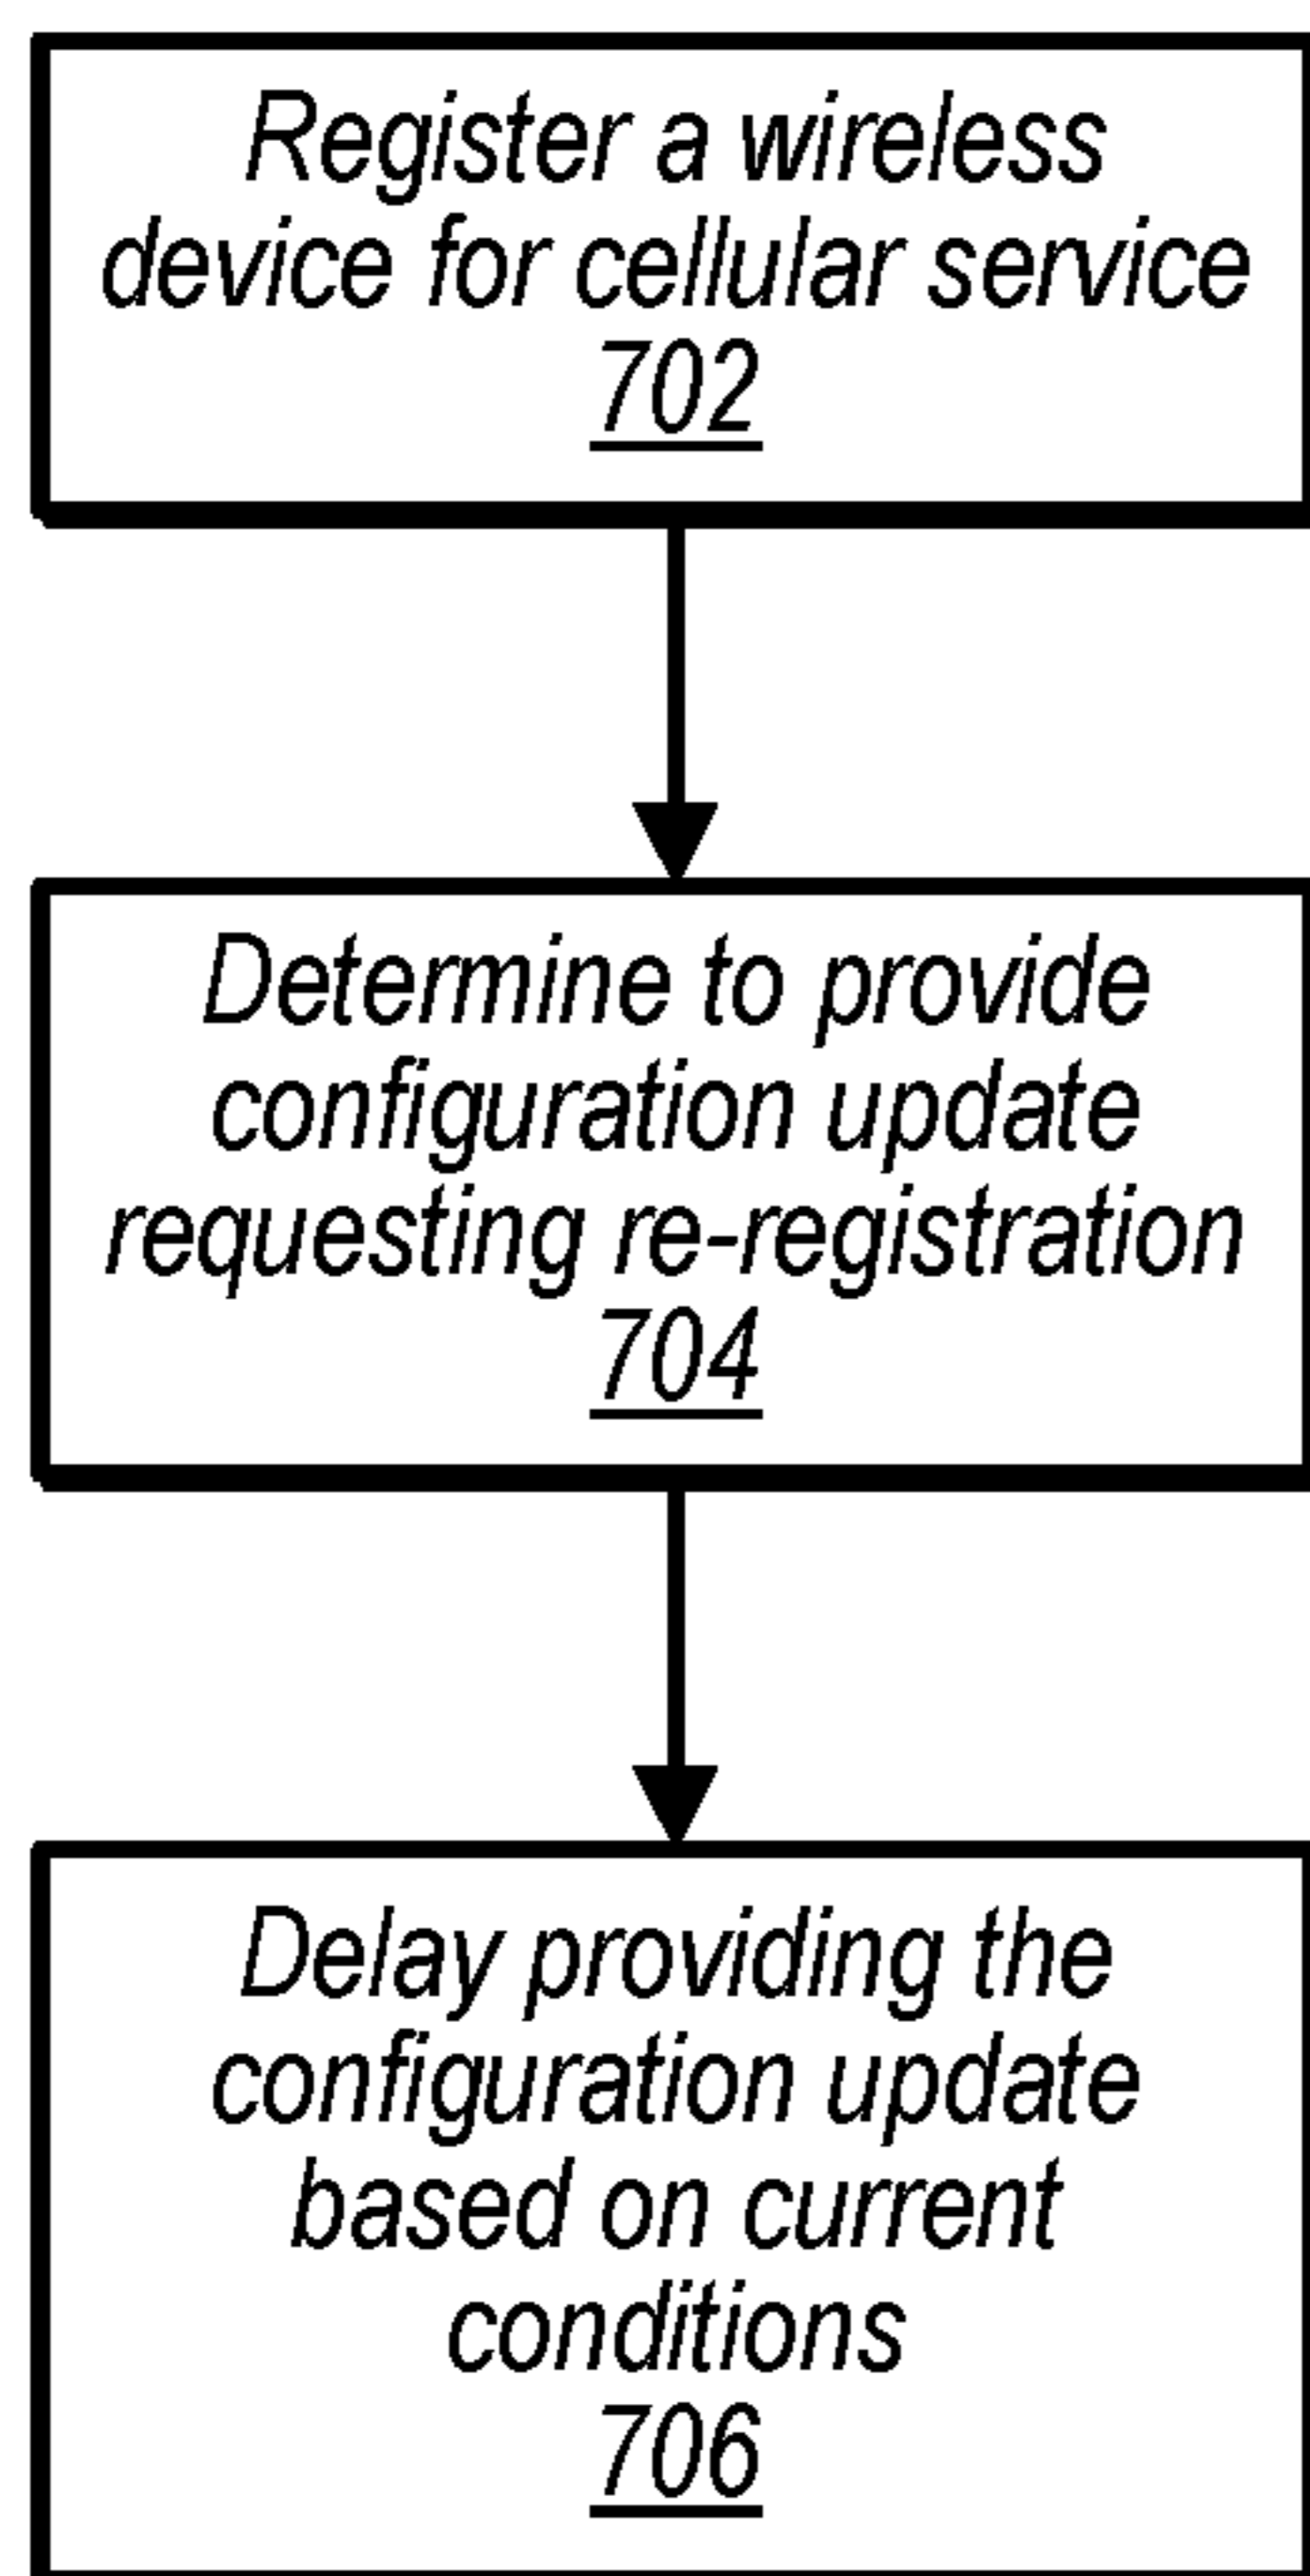 Register a wireless
device for cellular service
702
Determine to provide
configuration update
requesting re-registration
704
Delay providing the
configuration update
based on current
conditions
706